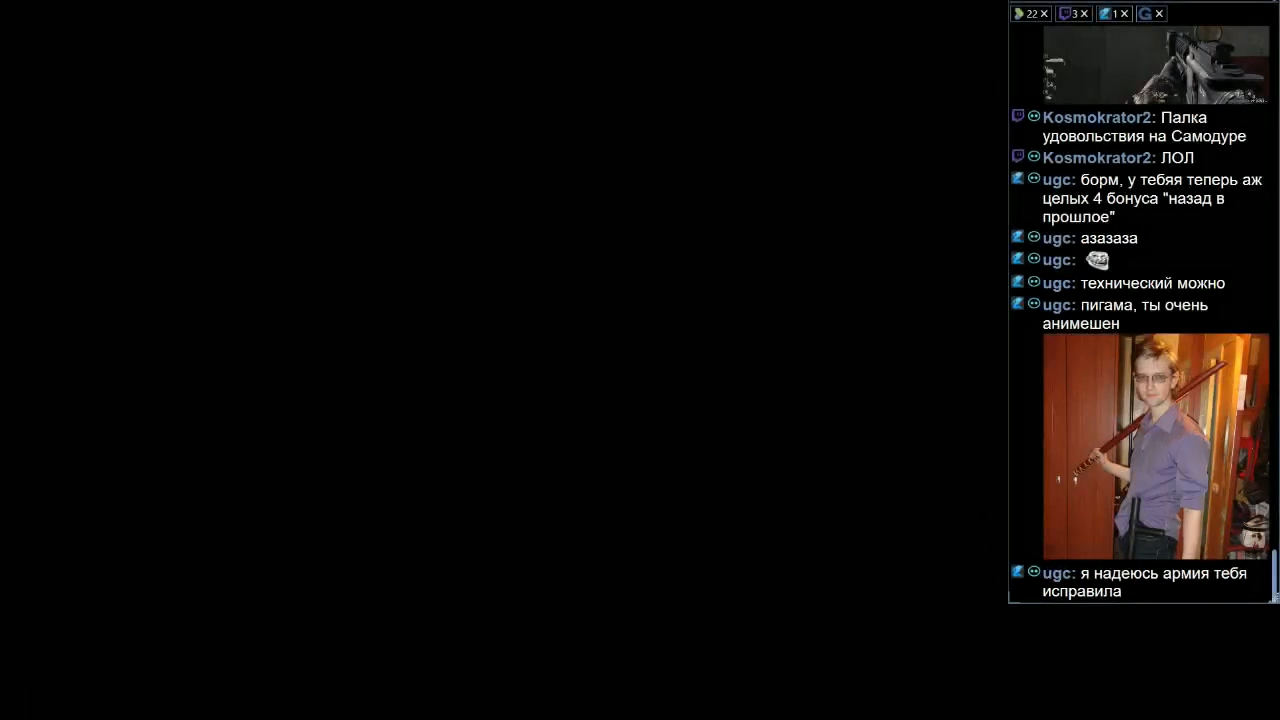 22 × 3 × 1 × G ×
Kosmokrator2: Палка
удовольствия на Самодуре
Kosmokrator2: ЛОЛ
ugc: борм, у тебяя теперь аж
целых 4 бонуса "назад в
прошлое"
ugc: азазаза
ugc:
ugc: технический можно
ugc: пигама, ты очень
анимешен
ugc: я надеюсь армия тебя
исправила